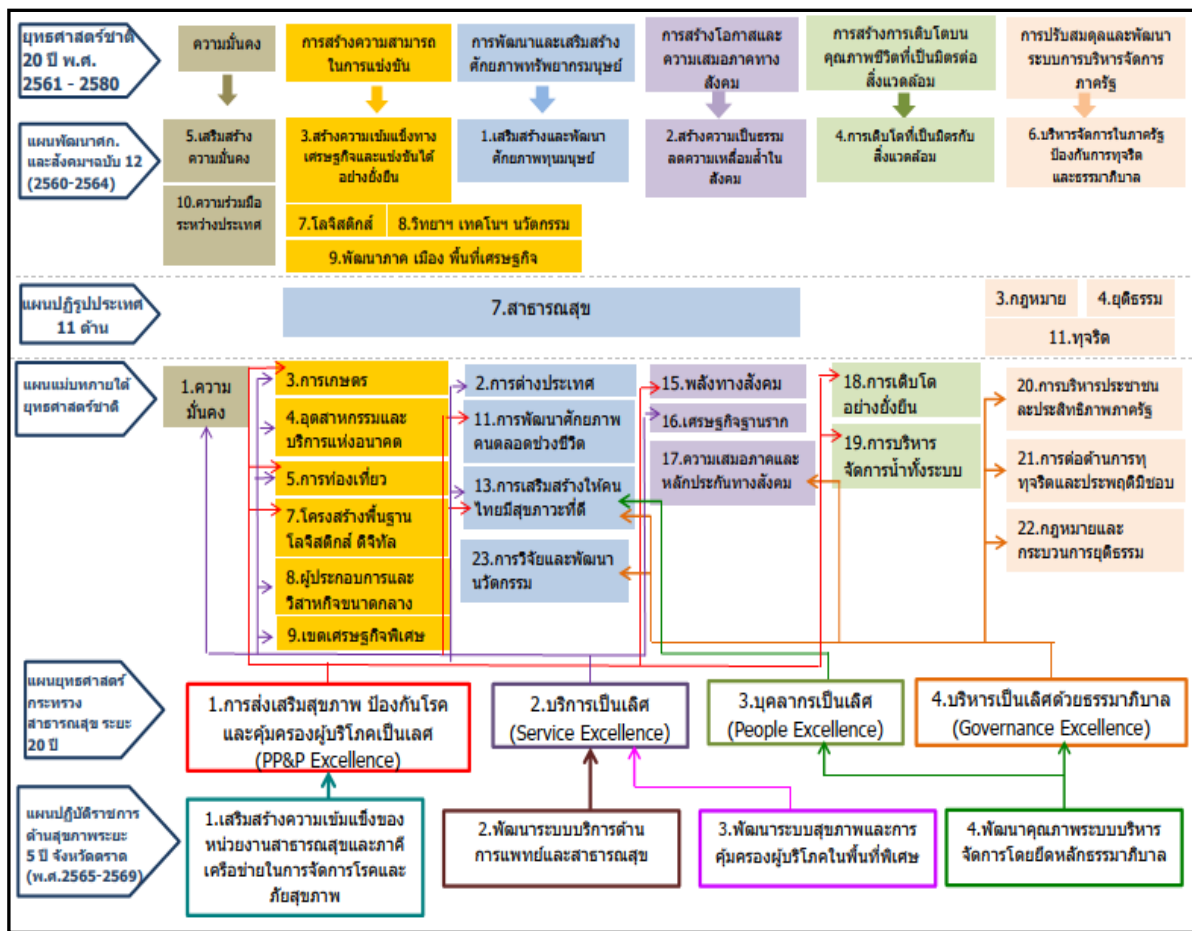 ยุทธศาสตร์ชาติ
20 ปี พ.ศ.
2561 - 2580
ความมั่นคง
การสร้างความสามารถ
ในการแข่งขัน
การพัฒนาและเสริมสร้าง
ศักยภาพทรัพยากรมนุษย์
การสร้างโอกาสและ
ความเสมอภาคทาง
สังคม
การสร้างการเติบโตบน
คุณภาพชีวิตที่เป็นมิตรต่อ
สิ่งแวดล้อม
การปรับสมดุลและพัฒนา
ระบบการบริหารจัดการ
ภาครัฐ
แผนพัฒนาศก.
และสังคมฯฉบับ 12
(2560-2564)
5.เสริมสร้าง
ความมั่นคง
3.สร้างความเข้มแข็งทาง
เศรษฐกิจและแข่งขันได้
อย่างยั่งยืน
1.เสริมสร้างและพัฒนา
ศักยภาพทุนมนุษย์
2.สร้างความเป็นธรรม
ลดความเหลื่อมล้ำใน
สังคม
4.การเติบโตที่เป็นมิตรกับ
สิ่งแวดล้อม
6.บริหารจัดการในภาครัฐ
ป้องกันการทุจริต
และธรรมาภิบาล
10.ความร่วมมือ
ระหว่างประเทศ
7.โลจิสติกส์
8.วิทยาฯ เทคโนฯ นวัตกรรม
9.พัฒนาภาค เมือง พื้นที่เศรษฐกิจ
แผนปฏิรูปประเทศ
11 ด้าน
7.สาธารณสุข
3.กฎหมาย
4.ยุติธรรม
11.ทุจริต
แผนแม่บทภายใต้
ยุทธศาสตร์ชาติ
1.ความ
มั่นคง
3.การเกษตร
4.อุตสาหกรรมและ
บริการแห่งอนาคต
5.การท่องเที่ยว
7.โครงสร้างพื้นฐาน
โลจิสติกส์ ดิจิทัล
8.ผู้ประกอบการและ
วิสาหกิจขนาดกลาง
9.เขตเศรษฐกิจพิเศษ
2.การต่างประเทศ
11.การพัฒนาศักยภาพ
คนตลอดช่วงชีวิต
13.การเสริมสร้างให้คน
ไทยมีสุขภาวะที่ดี
23.การวิจัยและพัฒนา
นวัตกรรม
15.พลังทางสังคม
16.เศรษฐกิจฐานราก
17.ความเสมอภาคและ
หลักประกันทางสังคม
18.การเติบโต
อย่างยั่งยืน
19.การบริหาร
จัดการน้ำทั้งระบบ
20.การบริหารประชาชน
ละประสิทธิภาพภาครัฐ
21.การต่อต้านการทุ
ทุจริตและประพฤติมิชอบ
22.กฎหมายและ
กระบวนการยุติธรรม
แผนยุทธศาสตร์
กระทรวง
สาธารณสุข ระยะ
20 ปี
1.การส่งเสริมสุขภาพ ป้องกันโรค
และคุ้มครองผู้บริโภคเป็นเลศ
(PP&P Excellence)
2.บริการเป็นเลิศ
(Service Excellence)
3.บุคลากรเป็นเลิศ
(People Excellence)
4.บริหารเป็นเลิศด้วยธรรมาภิบาล
(Governance Excellence)
แผนปฏิบัติราชการ
ด้านสุขภาพระยะ
5 ปี จังหวัดตราด
(พ.ศ.2565-2569)
1.เสริมสร้างความเข้มแข็งของ
หน่วยงานสาธารณสุขและภาคี
เครือข่ายในการจัดการโรคและ
ภัยสุขภาพ
2.พัฒนาระบบบริการด้าน
การแพทย์และสาธารณสุข
3.พัฒนาระบบสุขภาพและการ
คุ้มครองผู้บริโภคในพื้นที่พิเศษ
4.พัฒนาคุณภาพระบบบริหาร
จัดการโดยยึดหลักธรรมาภิบาล